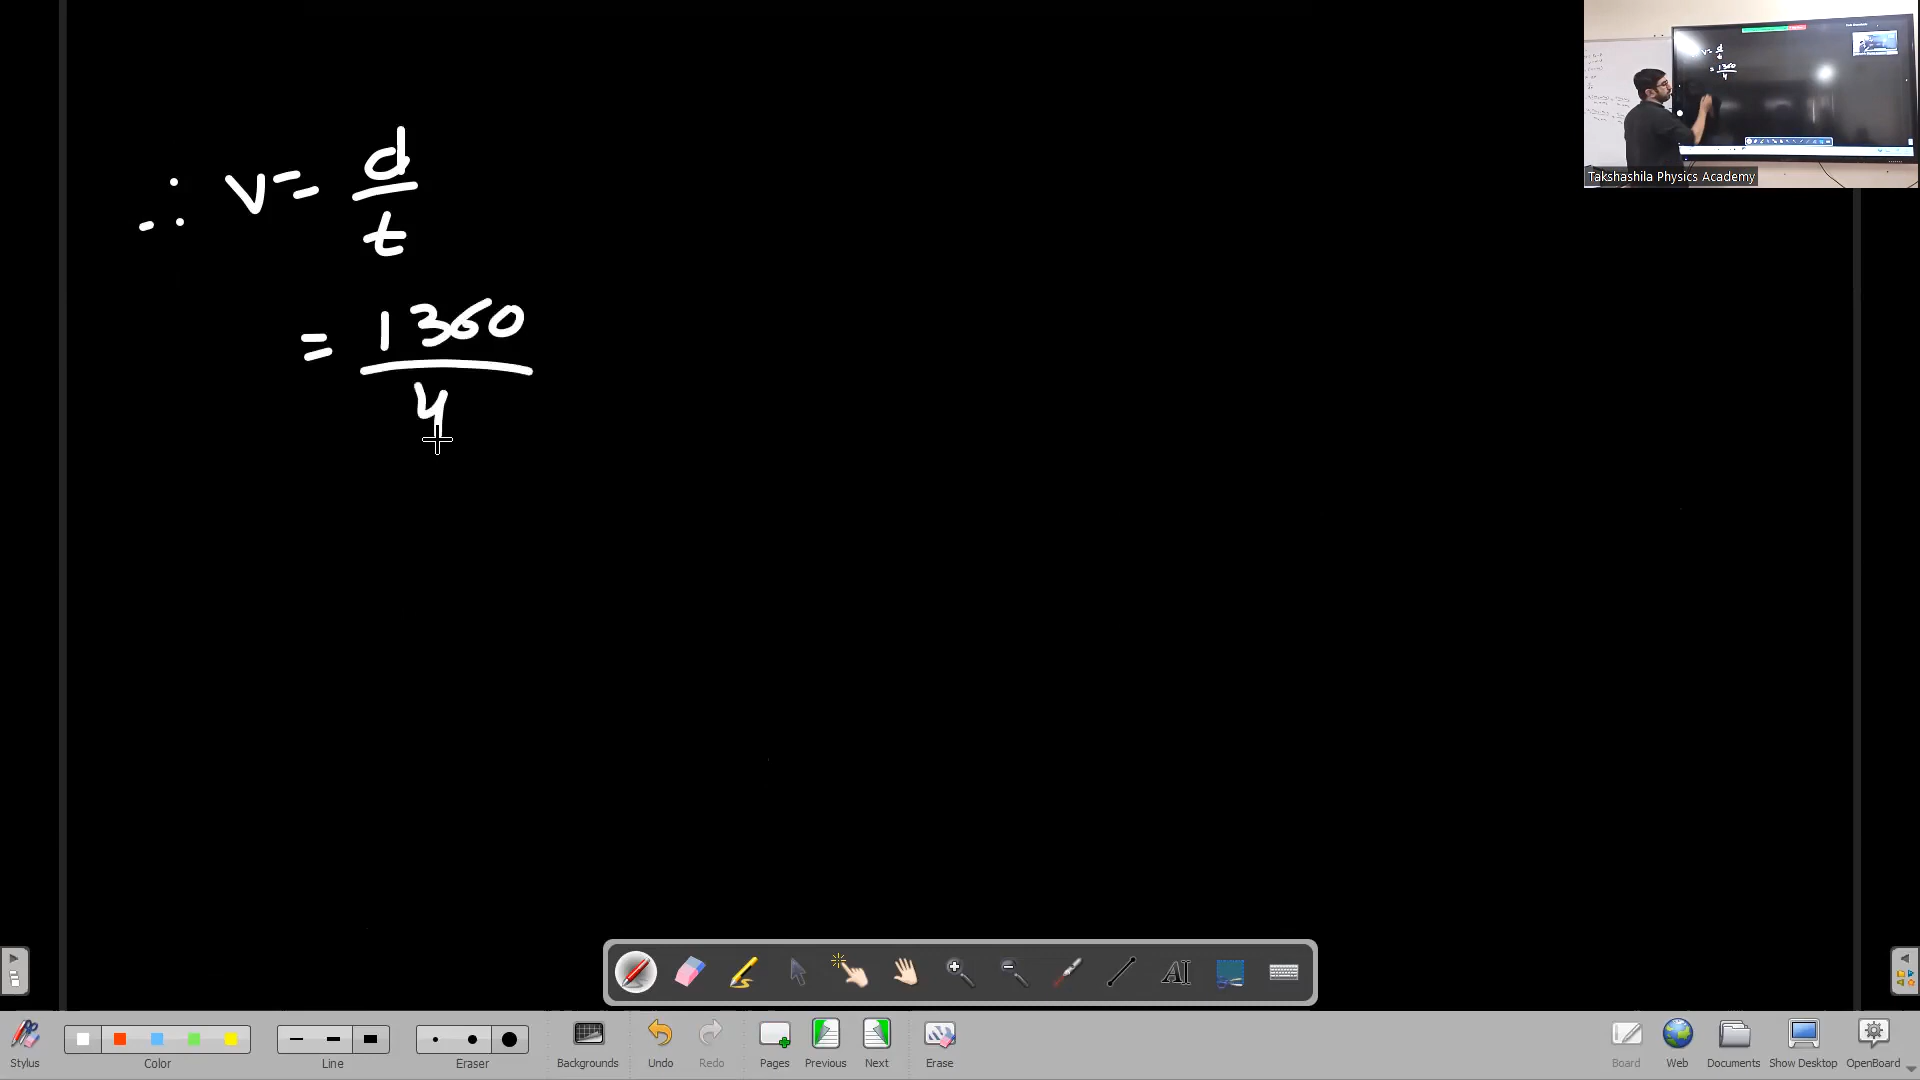 ∴ v = d/t
= 1360/4
Takshashila Physics Academy
Stylus
Color
Line
Eraser
Backgrounds
Undo
Redo
Pages
Previous
Next
Erase
Board
Web
Documents
Show Desktop
OpenBoard